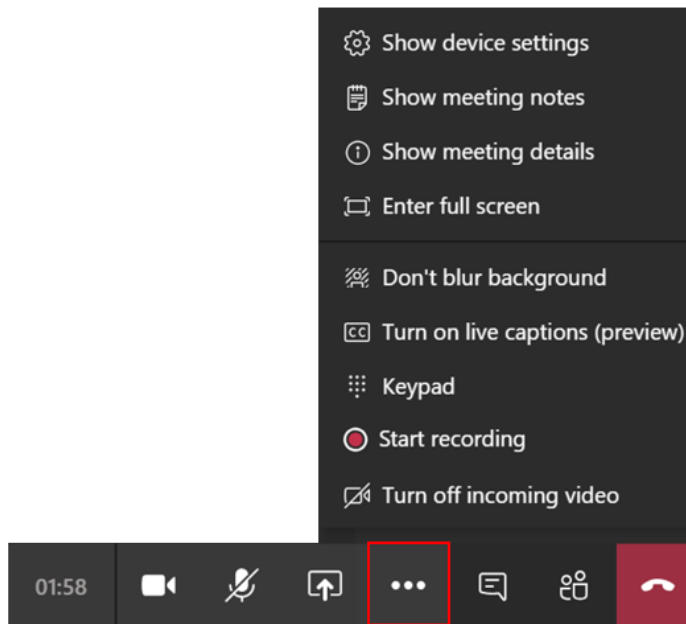 Show device settings
Show meeting notes
Show meeting details
Enter full screen
Don't blur background
CC Turn on live captions (preview)
Keypad
Start recording
Turn off incoming video
01:58